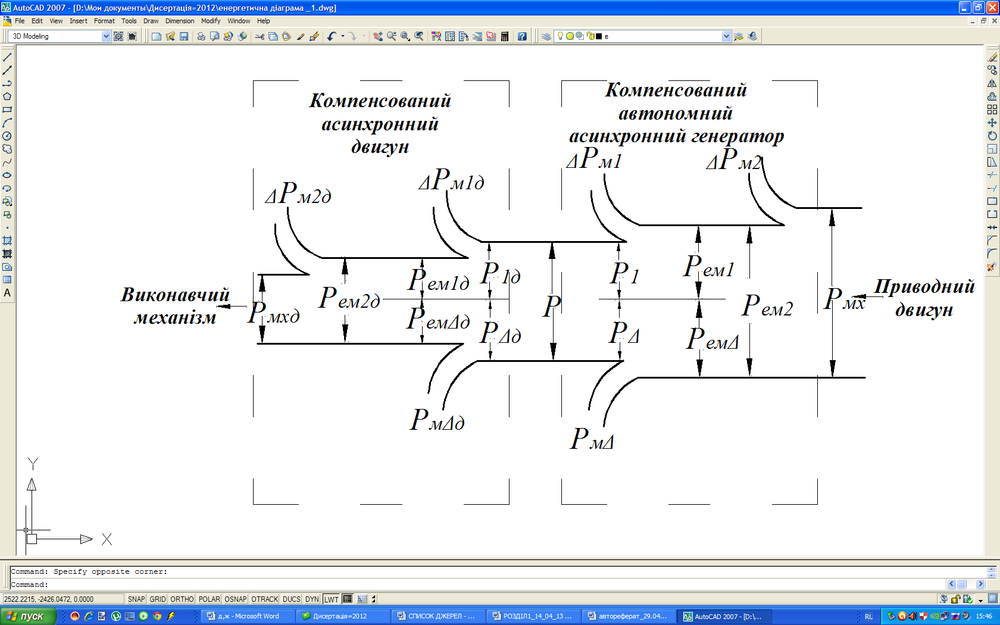 AutoCAD 2007 - [D:\Мои документы\Дисертація=2012\енергетична діаграма _1.dwg]
File Edit View Insert Format Tools Draw Dimension Modify Window Help
3D Modeling
в
Компенсований
асинхронний
двигун
Компенсований
автономний
асинхронний генератор
ΔPм2д
ΔPм1д
ΔPм1
ΔPм2
Виконавчий
механізм
Pмхд
Pем2д
Pем1д
PемΔд
P1д
PΔд
P
P1
PΔ
Pем1
PемΔ
Pем2
Pмх
Приводний
двигун
PмΔд
PмΔ
Y
X
Command: Specify opposite corner:
Command:
2522.2215, -2426.0472, 0.0000 SNAP GRID ORTHO POLAR OSNAP OTRACK DUCS DYN LWT
пуск д,ж - Microsoft Word Дисертація=2012 СПИСОК ДЖЕРЕЛ - ... РОЗДІЛ1_14_04_13 ... автореферат_29.04... AutoCAD 2007 - [D:\... RU 15:46